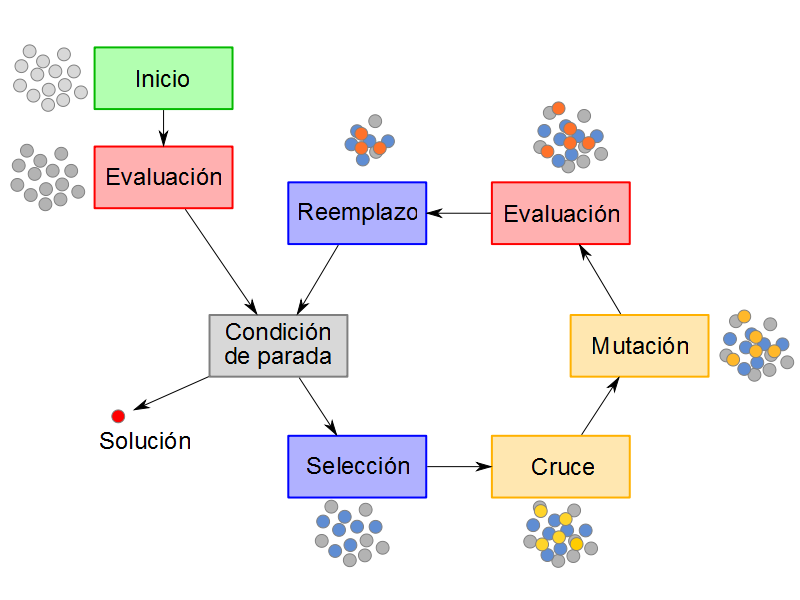 Inicio
Evaluación
Reemplazo
Evaluación
Condición
de parada
Mutación
Solución
Selección
Cruce